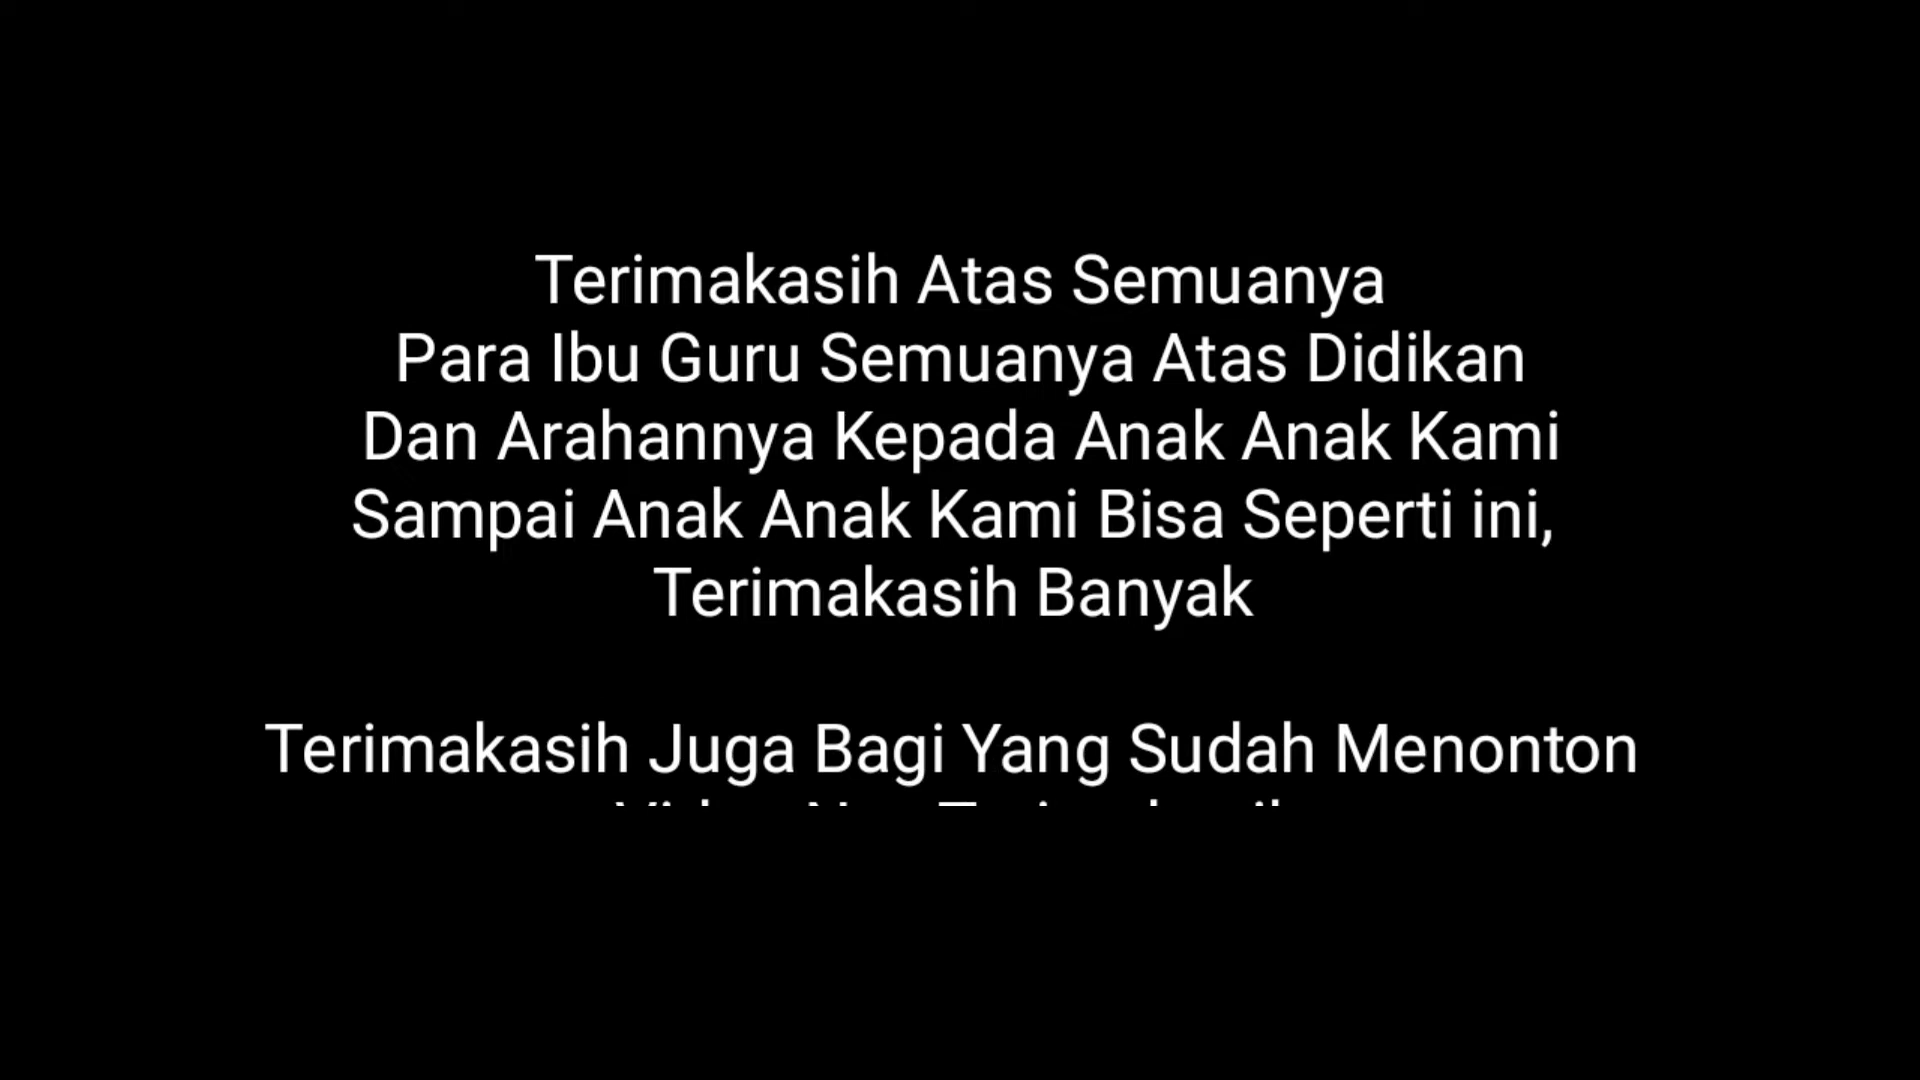 Terimakasih Atas Semuanya
Para Ibu Guru Semuanya Atas Didikan
Dan Arahannya Kepada Anak Anak Kami
Sampai Anak Anak Kami Bisa Seperti ini,
Terimakasih Banyak
Terimakasih Juga Bagi Yang Sudah Menonton